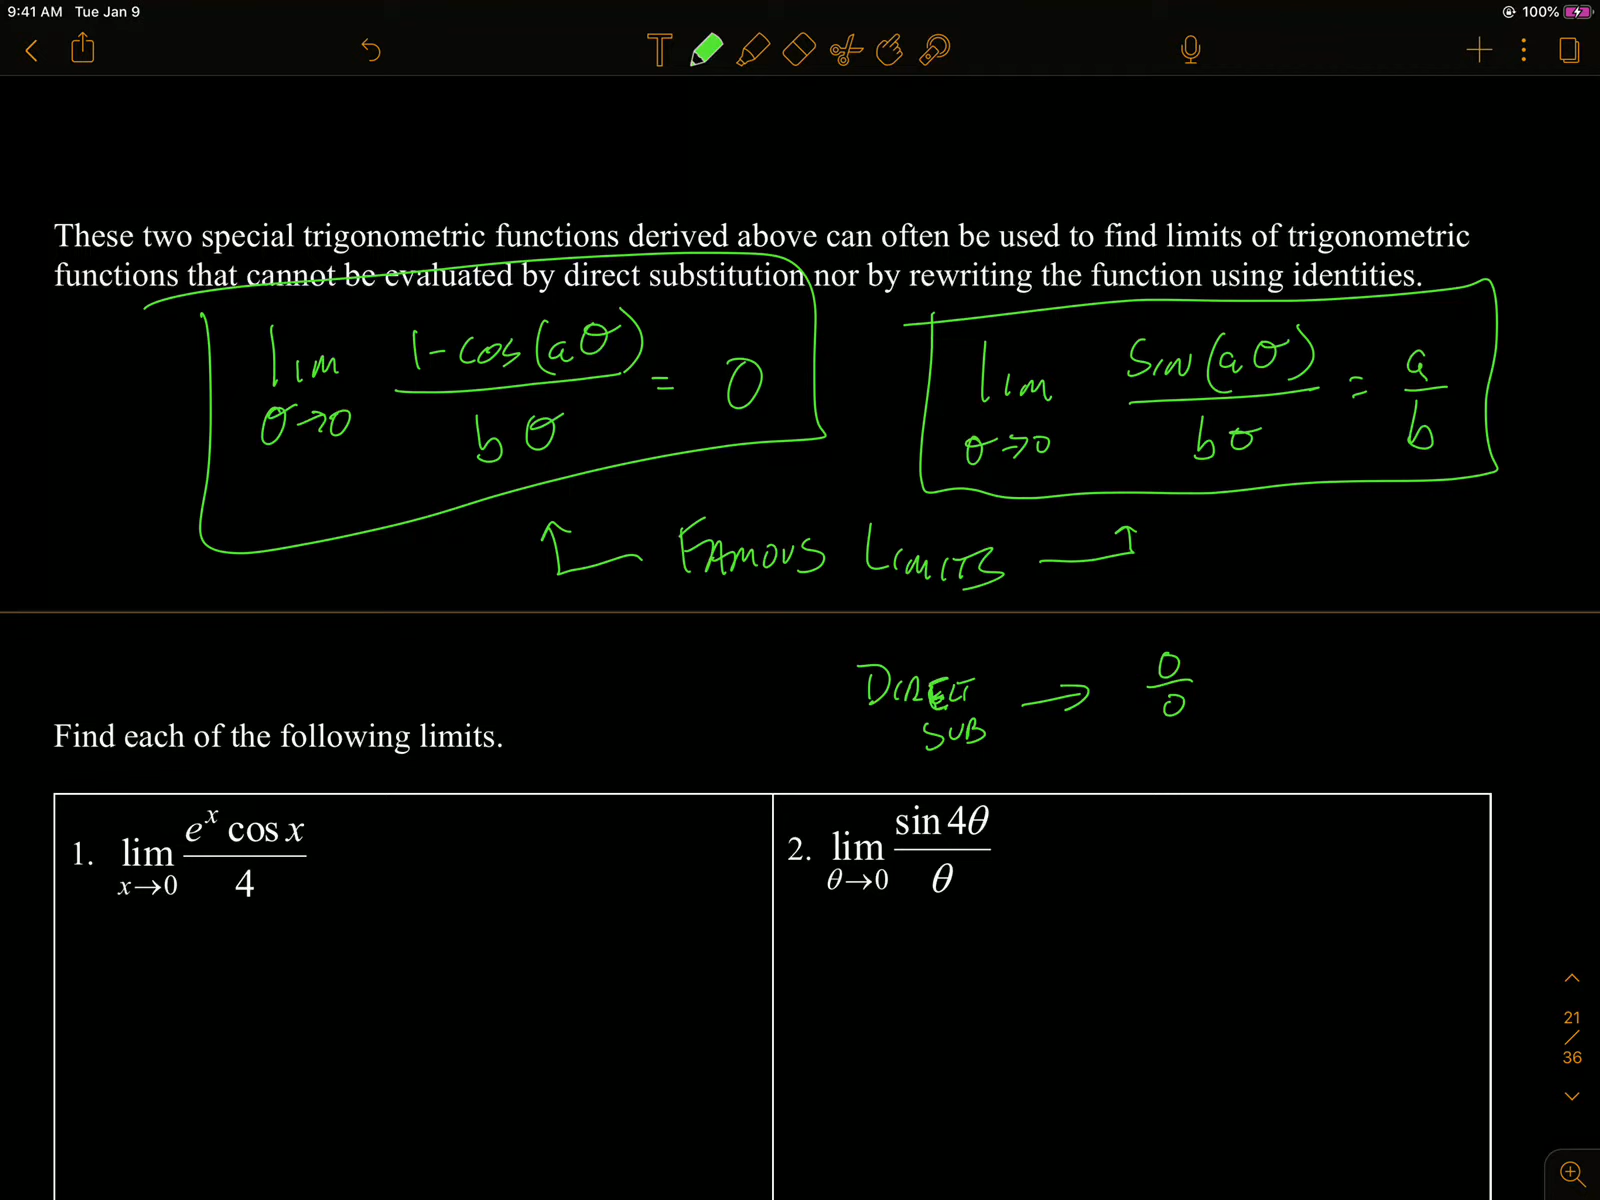 9:41 AM Tue Jan 9
100%
These two special trigonometric functions derived above can often be used to find limits of trigonometric
functions that cannot be evaluated by direct substitution nor by rewriting the function using identities.
lim θ→0 (1-cos(aθ))/(bθ) = 0
lim θ→0 sin(aθ)/(bθ) = a/b
FAMOUS LIMITS
DIRECT SUB → 0/0
Find each of the following limits.
1. lim x→0 (e^x cos x)/4
2. lim θ→0 (sin 4θ)/θ
21
/
36